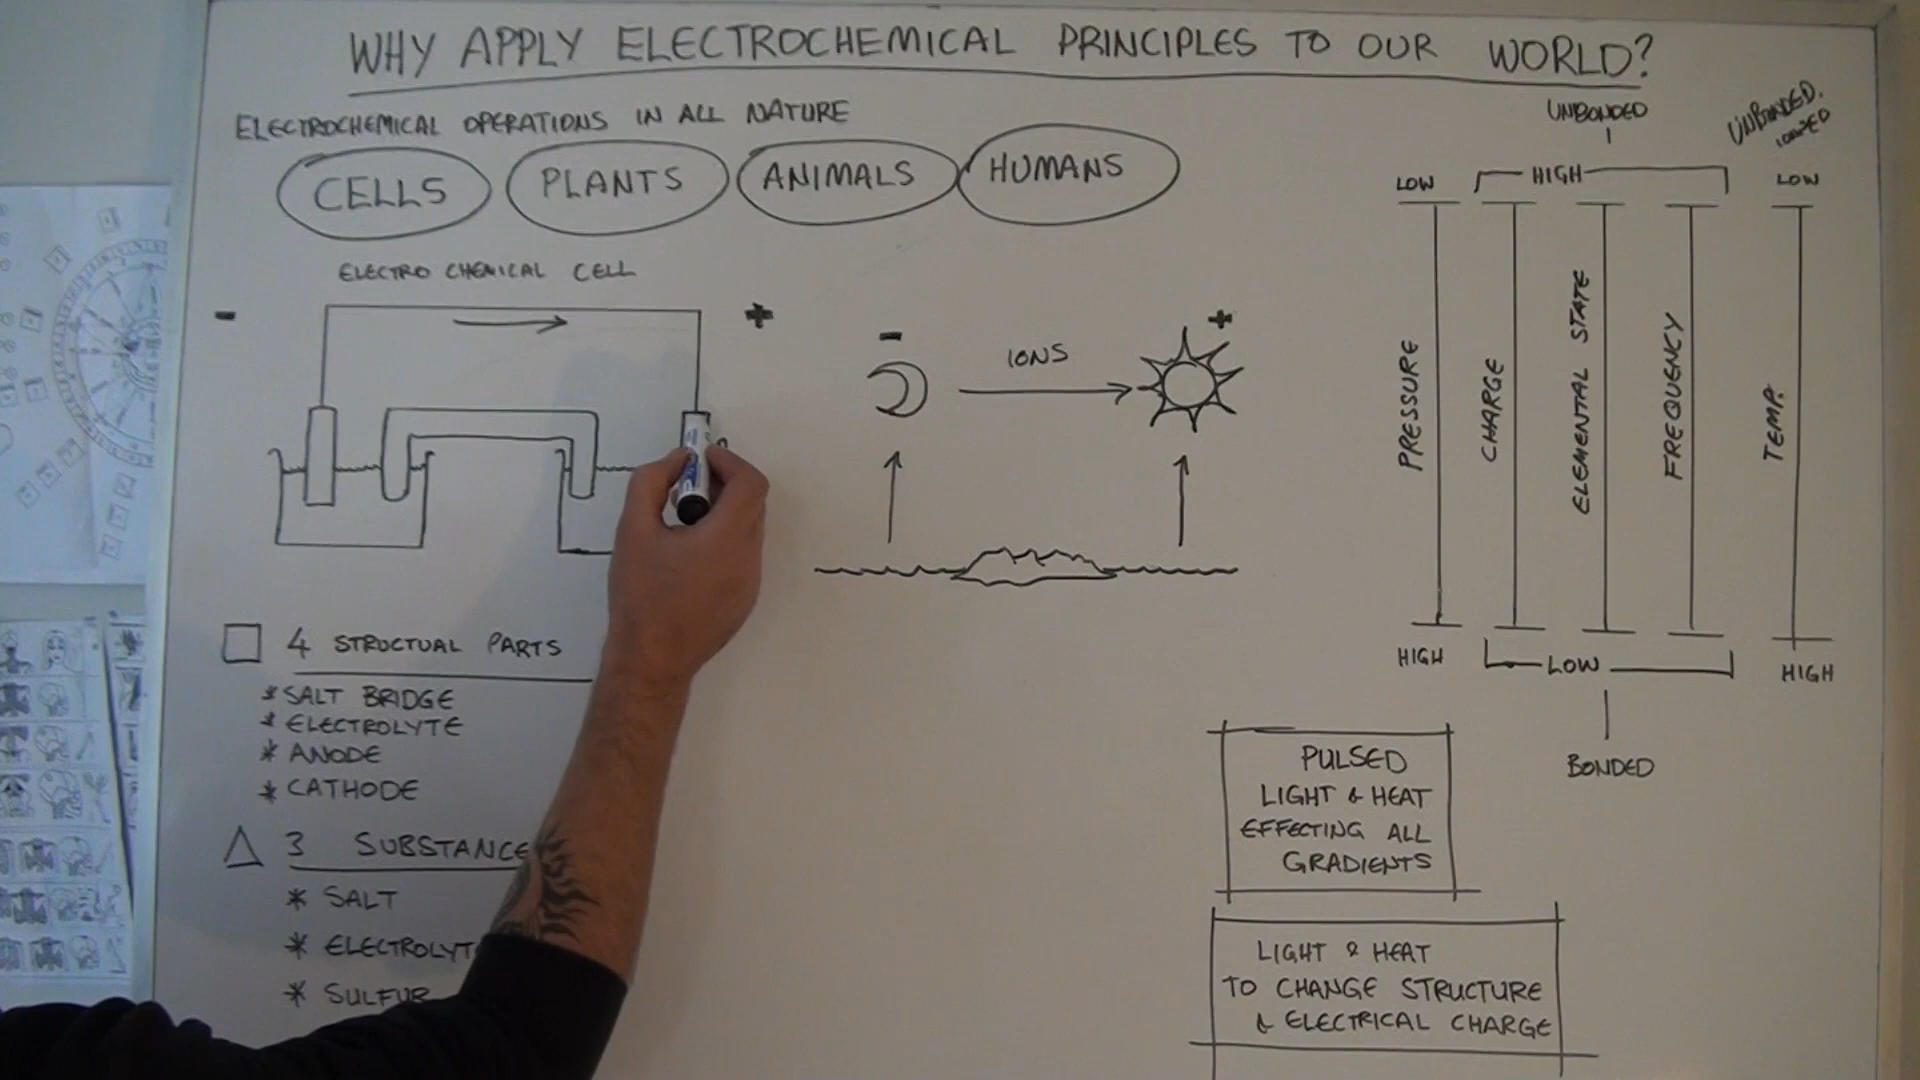 WHY APPLY ELECTROCHEMICAL PRINCIPLES TO OUR WORLD?
ELECTROCHEMICAL OPERATIONS IN ALL NATURE
CELLS PLANTS ANIMALS HUMANS
ELECTRO CHEMICAL CELL
- +
- +
IONS
4 STRUCTUAL PARTS
* SALT BRIDGE
* ELECTROLYTE
* ANODE
* CATHODE
3 SUBSTANCE
* SALT
* ELECTROLYT
* SULFUR
UNBONDED
UNBONDED.
IONIZED
LOW HIGH LOW
PRESSURE
CHARGE
ELEMENTAL STATE
FREQUENCY
TEMP.
HIGH LOW HIGH
BONDED
PULSED
LIGHT & HEAT
EFFECTING ALL
GRADIENTS
LIGHT & HEAT
TO CHANGE STRUCTURE
& ELECTRICAL CHARGE